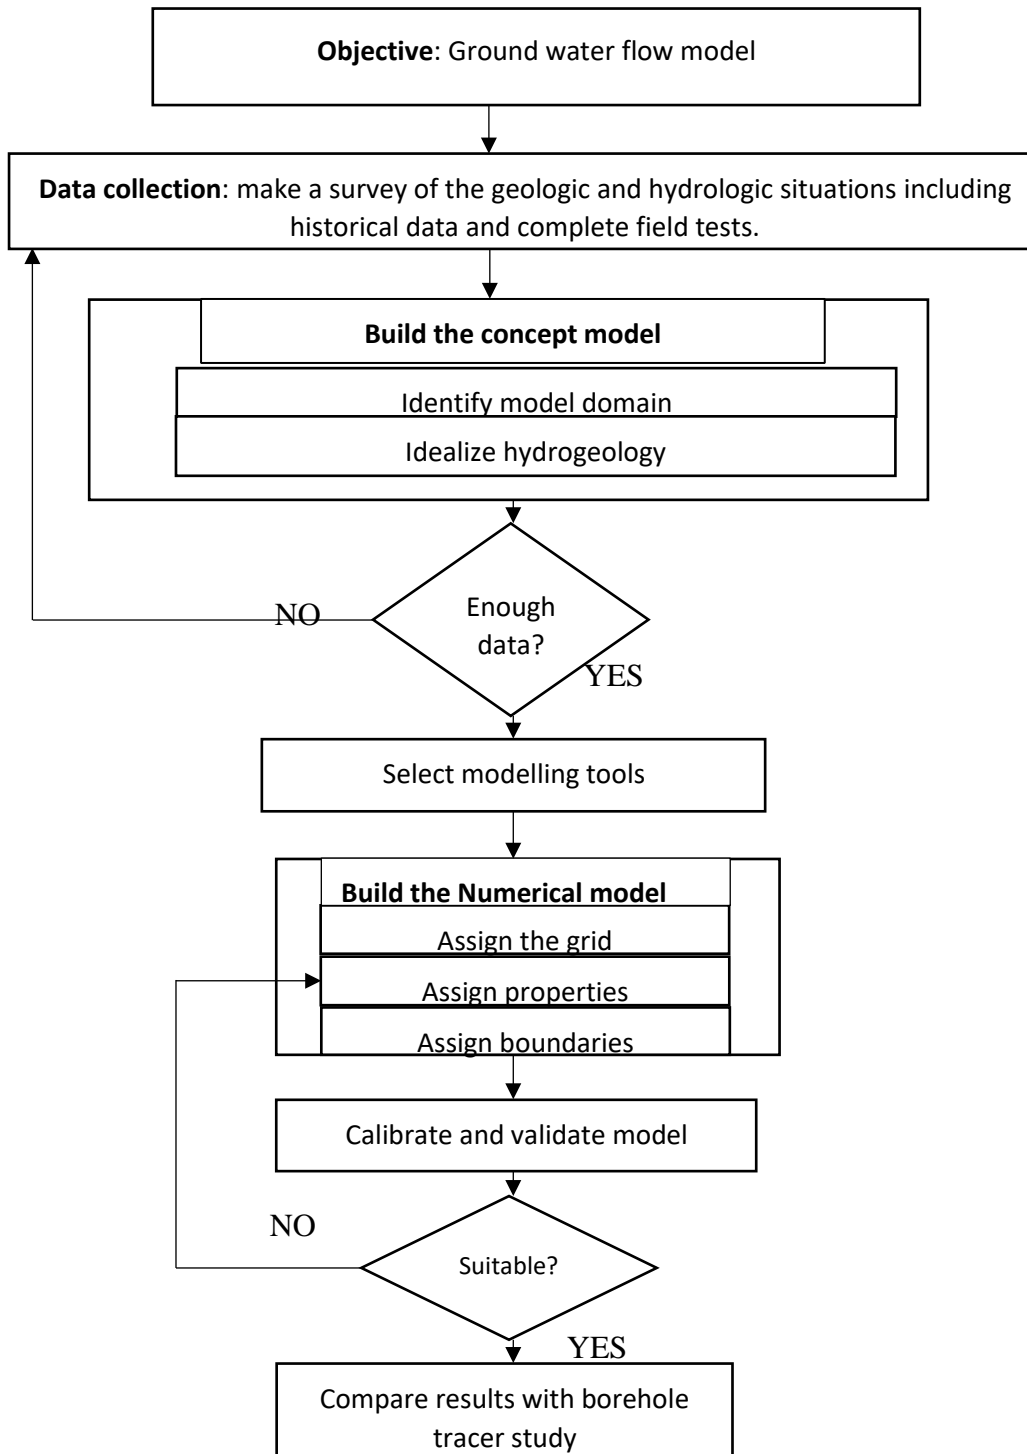 Objective: Ground water flow model
Data collection: make a survey of the geologic and hydrologic situations including
historical data and complete field tests.
Build the concept model
Identify model domain
Idealize hydrogeology
Enough
data?
NO
YES
Select modelling tools
Build the Numerical model
Assign the grid
Assign properties
Assign boundaries
Calibrate and validate model
NO
Suitable?
YES
Compare results with borehole
tracer study